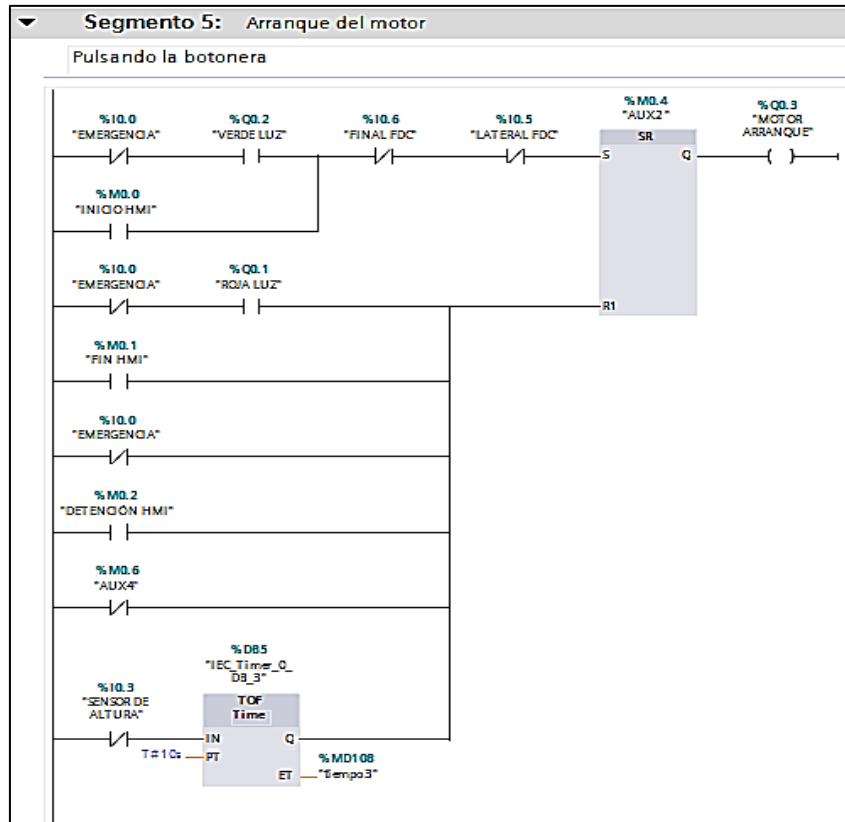 Segmento 5: Arranque del motor
Pulsando la botonera
%I0.0
"EMERGENCIA"
%Q0.2
"VERDE LUZ"
%I0.6
"FINAL FDC"
%I0.5
"LATERAL FDC"
%M0.4
"AUX2"
SR
S
Q
R1
%Q0.3
"MOTOR
ARRANQUE"
%M0.0
"INICIO HMI"
%I0.0
"EMERGENCIA"
%Q0.1
"ROJA LUZ"
%M0.1
"FIN HMI"
%I0.0
"EMERGENCIA"
%M0.2
"DETENCIÓN HMI"
%M0.6
"AUX4"
%I0.3
"SENSOR DE
ALTURA"
%DB5
"IEC_Timer_0_
DB_3"
TOF
Time
IN
Q
T#10s
PT
ET
%MD108
"Tiempo3"